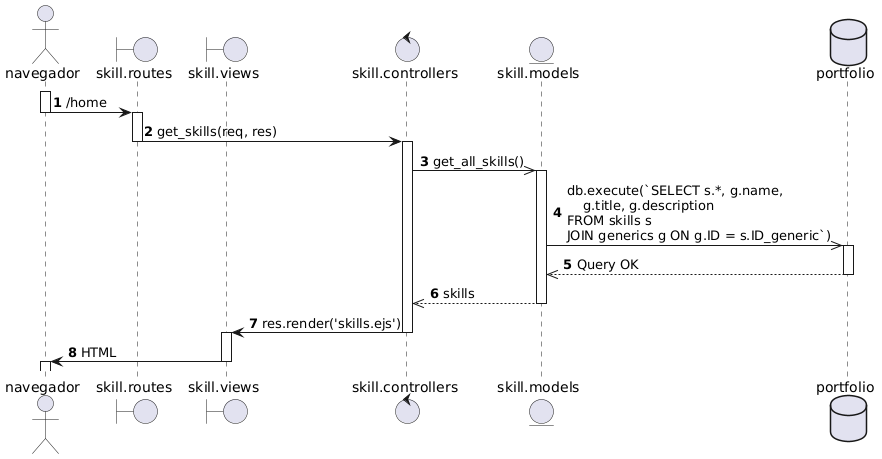 navegador
skill.routes
skill.views
skill.controllers
skill.models
portfolio
1 /home
2 get_skills(req, res)
3 get_all_skills()
db.execute(`SELECT s.*, g.name,
g.title, g.description
4
FROM skills s
JOIN generics g ON g.ID = s.ID_generic`)
5 Query OK
6 skills
7 res.render('skills.ejs')
8 HTML
navegador
skill.routes
skill.views
skill.controllers
skill.models
portfolio